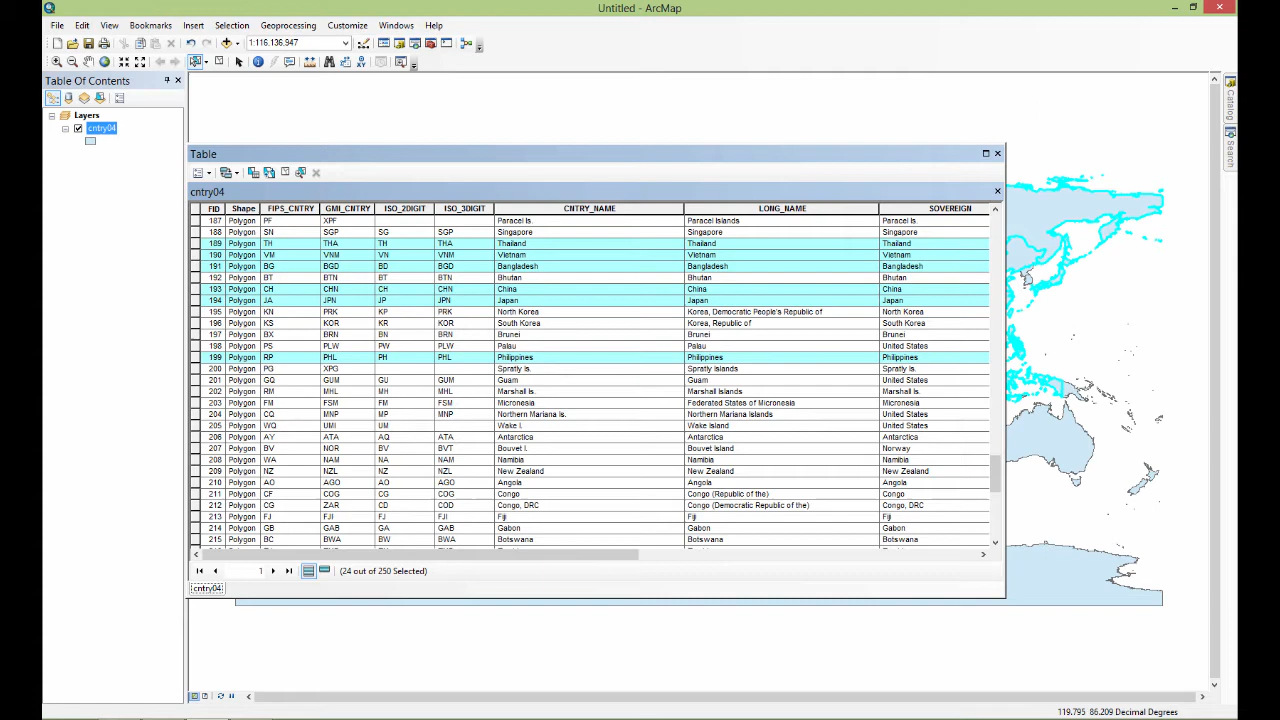 Untitled - ArcMap
File Edit View Bookmarks Insert Selection Geoprocessing Customize Windows Help
1:116.136.947
Table Of Contents
Layers
cntry04
Catalog
Search
Table
cntry04
FID Shape FIPS_CNTRY GMI_CNTRY ISO_2DIGIT ISO_3DIGIT CNTRY_NAME LONG_NAME SOVEREIGN
187 Polygon PF XPF Paracel Is. Paracel Islands Paracel Is.
188 Polygon SN SGP SG SGP Singapore Singapore Singapore
189 Polygon TH THA TH THA Thailand Thailand Thailand
190 Polygon VM VNM VN VNM Vietnam Vietnam Vietnam
191 Polygon BG BGD BD BGD Bangladesh Bangladesh Bangladesh
192 Polygon BT BTN BT BTN Bhutan Bhutan Bhutan
193 Polygon CH CHN CH CHN China China China
194 Polygon JA JPN JP JPN Japan Japan Japan
195 Polygon KN PRK KP PRK North Korea Korea, Democratic People's Republic of North Korea
196 Polygon KS KOR KR KOR South Korea Korea, Republic of South Korea
197 Polygon BX BRN BN BRN Brunei Brunei Brunei
198 Polygon PS PLW PW PLW Palau Palau United States
199 Polygon RP PHL PH PHL Philippines Philippines Philippines
200 Polygon PG XPG Spratly Is. Spratly Islands Spratly Is.
201 Polygon GQ GUM GU GUM Guam Guam United States
202 Polygon RM MHL MH MHL Marshall Is. Marshall Islands Marshall Is.
203 Polygon FM FSM FM FSM Micronesia Federated States of Micronesia Micronesia
204 Polygon CQ MNP MP MNP Northern Mariana Is. Northern Mariana Islands United States
205 Polygon WQ UMI UM Wake I. Wake Island United States
206 Polygon AY ATA AQ ATA Antarctica Antarctica Antarctica
207 Polygon BV NOR BV BVT Bouvet I. Bouvet Island Norway
208 Polygon WA NAM NA NAM Namibia Namibia Namibia
209 Polygon NZ NZL NZ NZL New Zealand New Zealand New Zealand
210 Polygon AO AGO AO AGO Angola Angola Angola
211 Polygon CF COG CG COG Congo Congo (Republic of the) Congo
212 Polygon CG ZAR CD COD Congo, DRC Congo (Democratic Republic of the) Congo, DRC
213 Polygon FJ FJI FJ FJI Fiji Fiji Fiji
214 Polygon GB GAB GA GAB Gabon Gabon Gabon
215 Polygon BC BWA BW BWA Botswana Botswana Botswana
1 (24 out of 250 Selected)
cntry04
119.795 86.209 Decimal Degrees